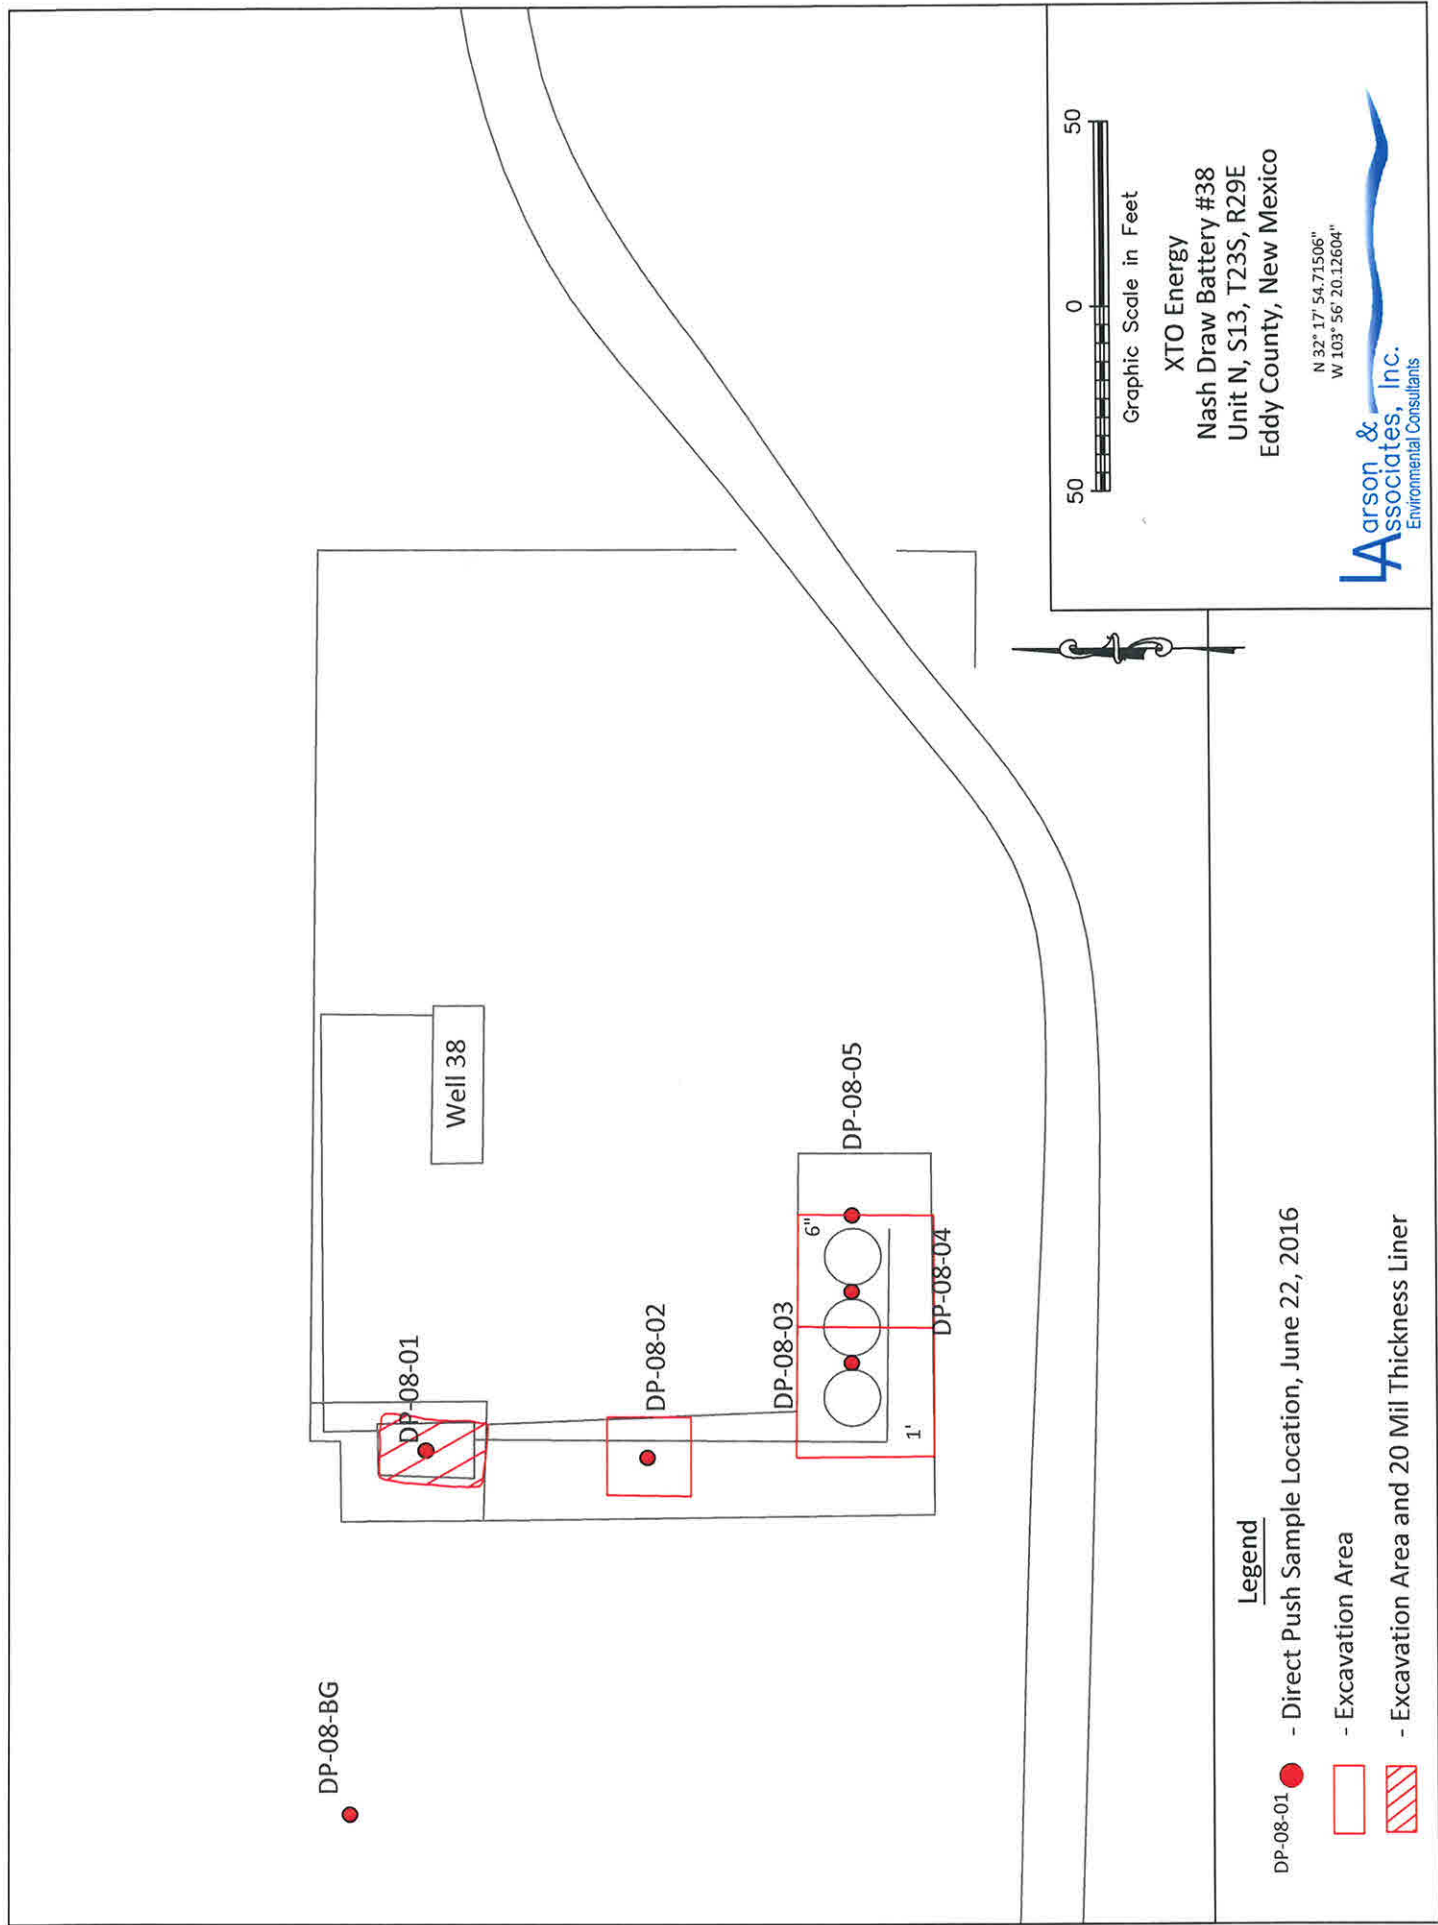 DP-08-BG
DP-08-01
Well 38
DP-08-02
DP-08-03
6"
DP-08-05
1'
DP-08-04
Legend
DP-08-01 - Direct Push Sample Location, June 22, 2016
- Excavation Area
- Excavation Area and 20 Mil Thickness Liner
50 0 50
Graphic Scale in Feet
XTO Energy
Nash Draw Battery #38
Unit N, S13, T23S, R29E
Eddy County, New Mexico
N 32° 17' 54.71506"
W 103° 56' 20.12604"
Larson &
Associates, Inc.
Environmental Consultants